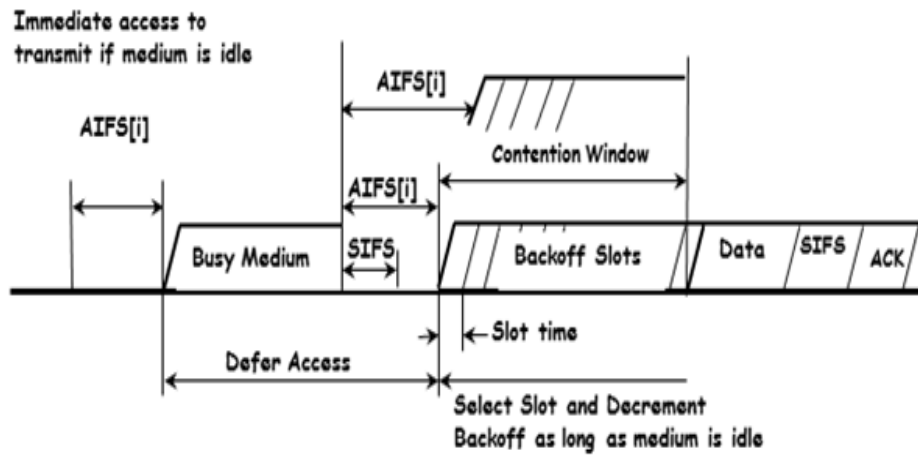 Immediate access to
transmit if medium is idle
AIFS[i]
AIFS[i]
Contention Window
AIFS[i]
Busy Medium
SIFS
Backoff Slots
Data
SIFS
ACK
Slot time
Defer Access
Select Slot and Decrement
Backoff as long as medium is idle